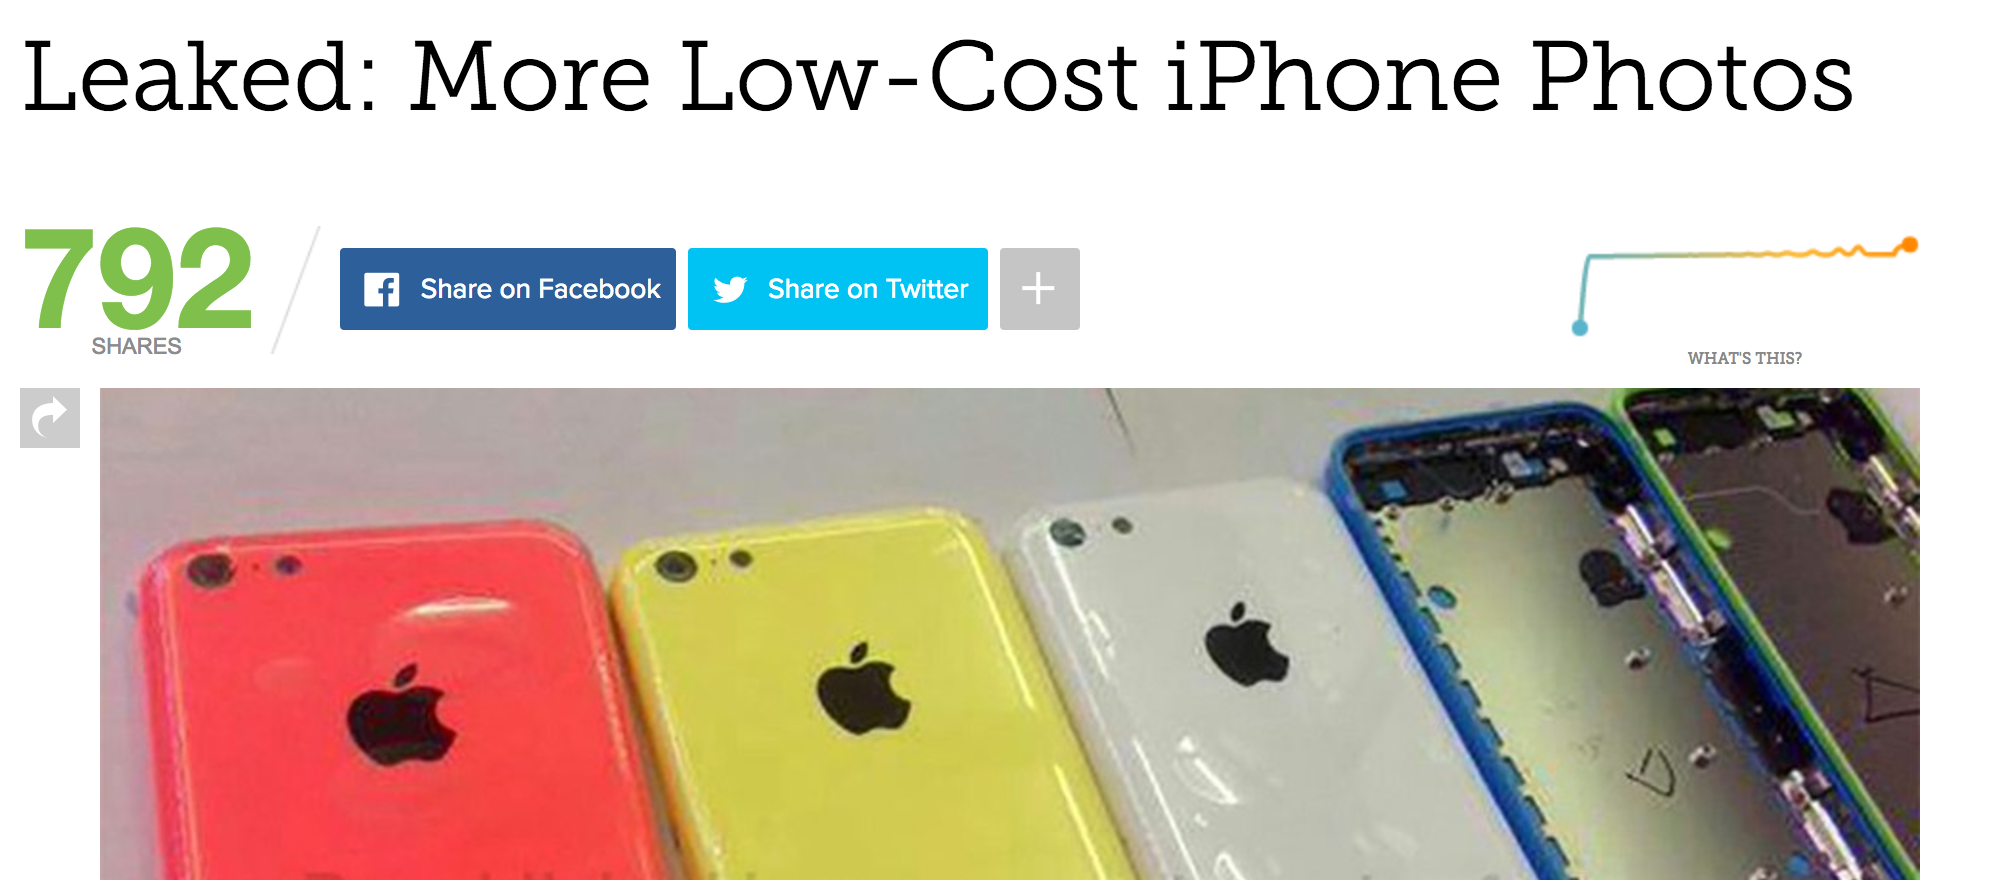 Leaked: More Low-Cost iPhone Photos
792
SHARES
Share on Facebook
Share on Twitter
WHAT'S THIS?